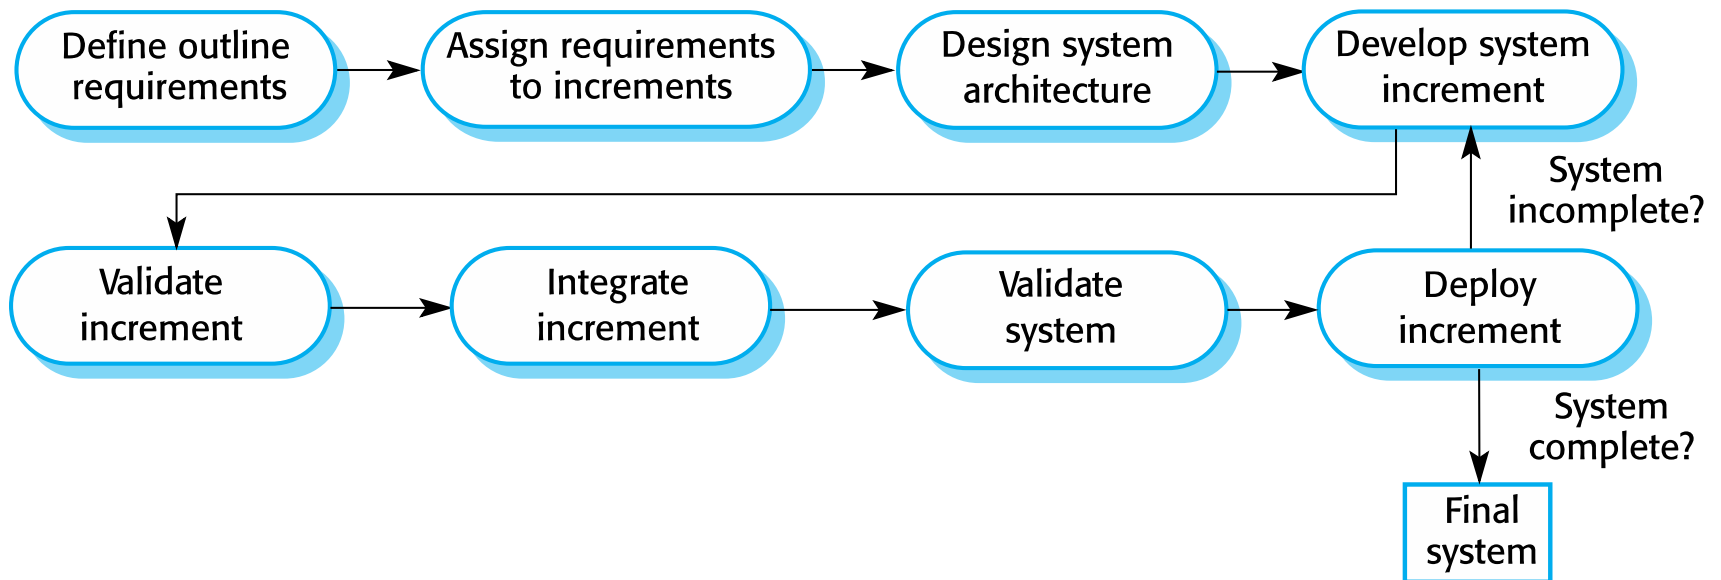 Define outline
requirements
Assign requirements
to increments
Design system
architecture
Develop system
increment
System
incomplete?
Validate
increment
Integrate
increment
Validate
system
Deploy
increment
System
complete?
Final
system